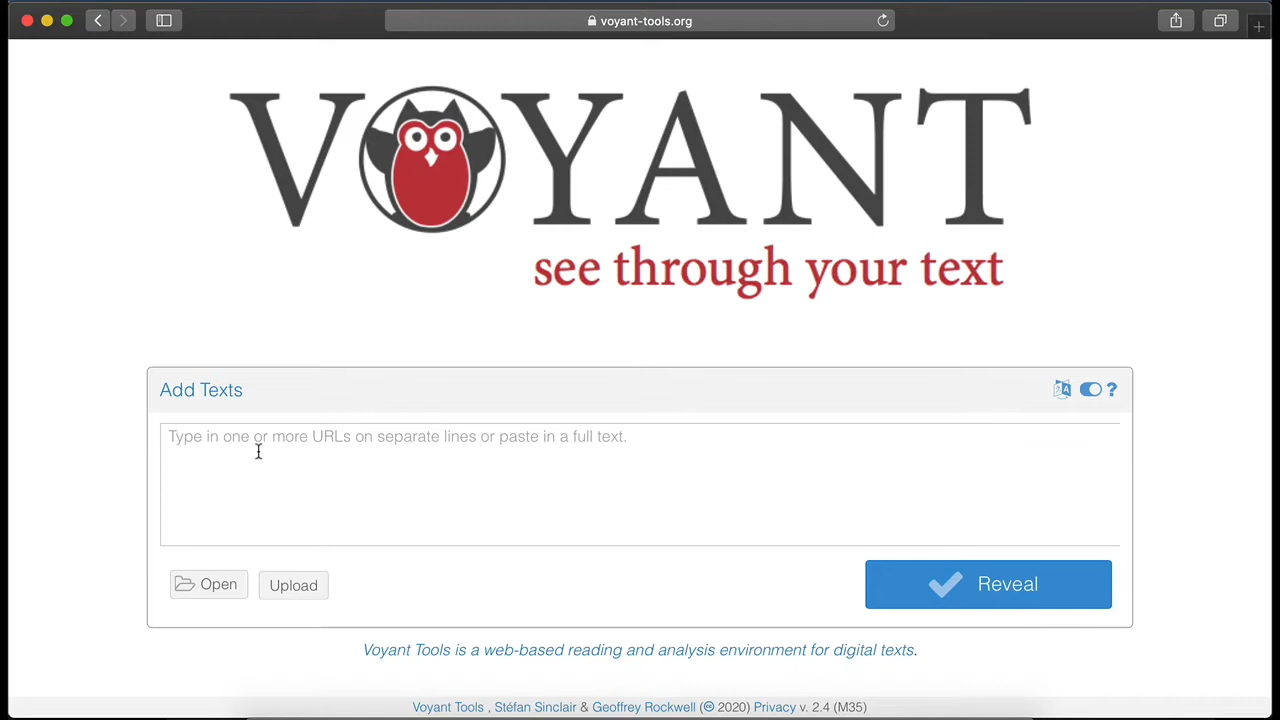 voyant-tools.org
VOYANT
see through your text
Add Texts
Type in one or more URLs on separate lines or paste in a full text.
Open
Upload
Reveal
Voyant Tools is a web-based reading and analysis environment for digital texts.
Voyant Tools , Stéfan Sinclair & Geoffrey Rockwell (🅭 2020) Privacy v. 2.4 (M35)